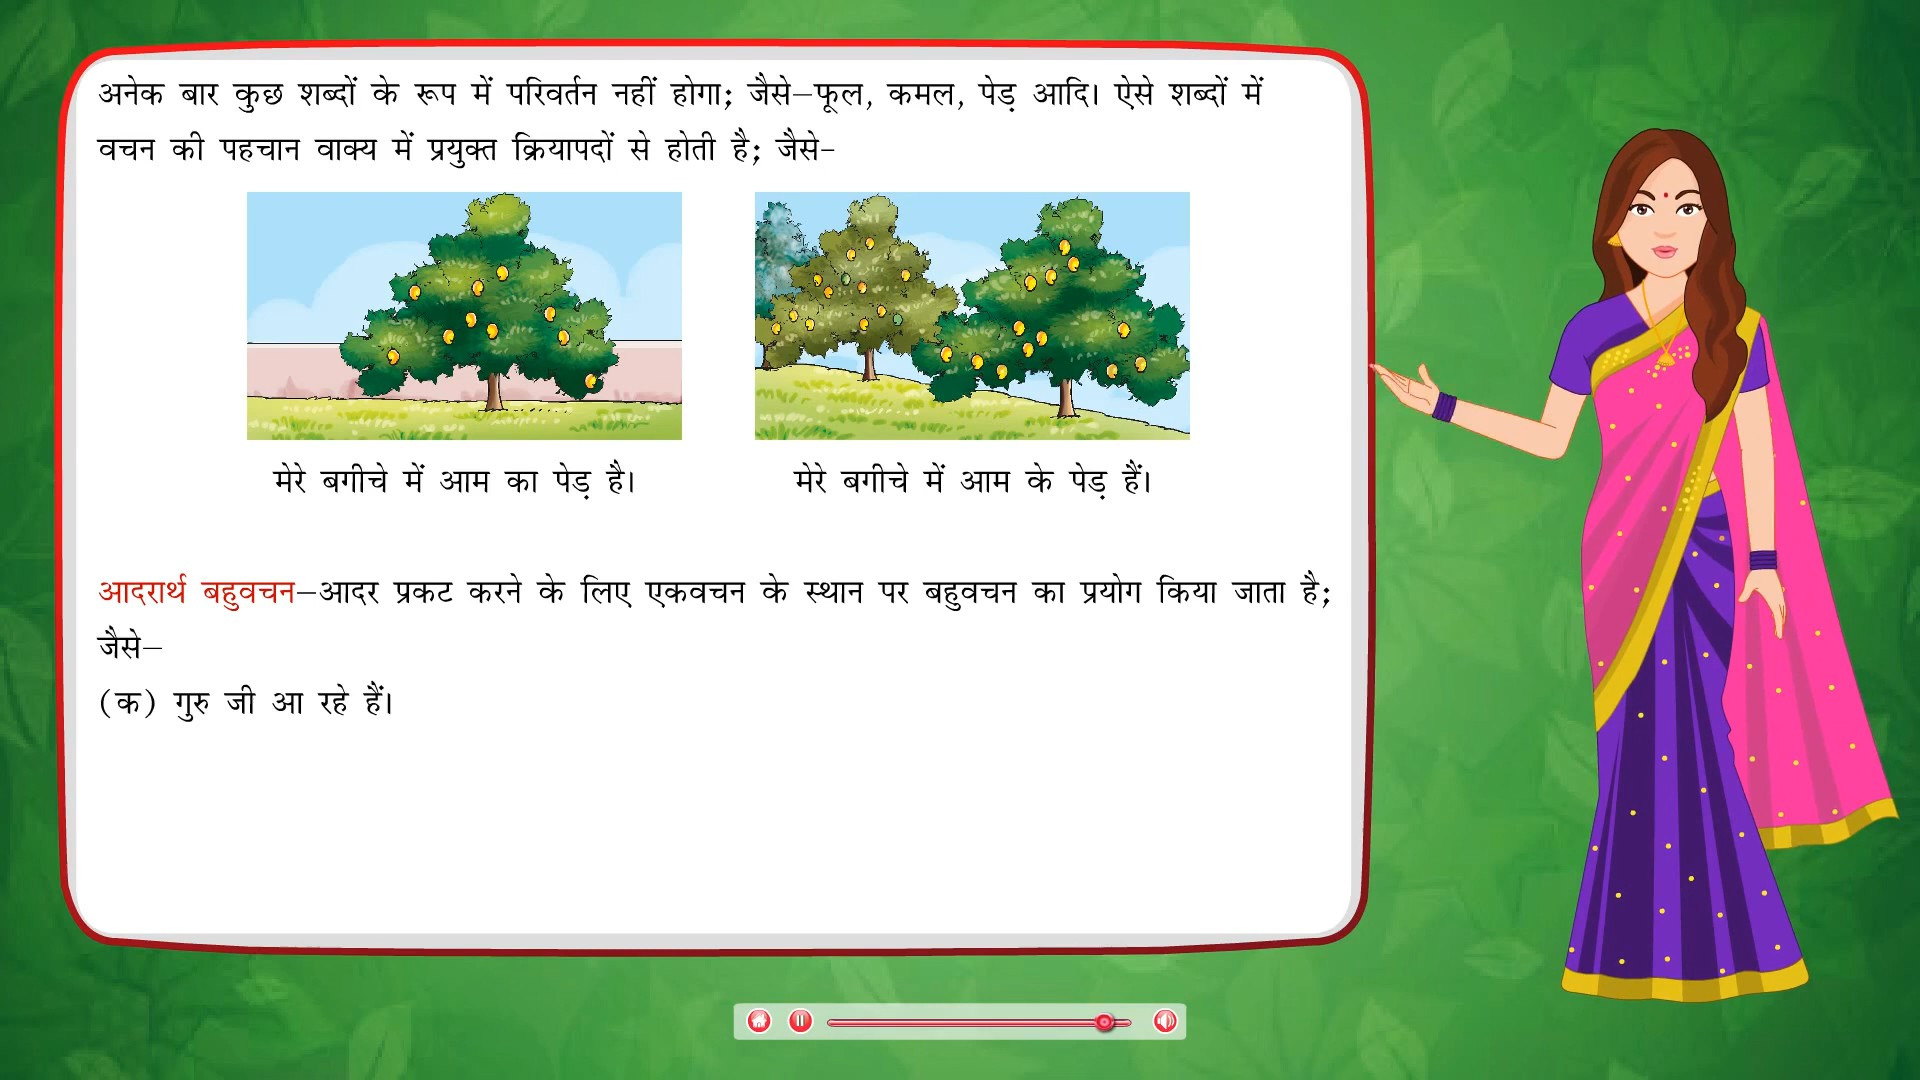 अनेक बार कुछ शब्दों के रूप में परिवर्तन नहीं होगा; जैसे–फूल, कमल, पेड़ आदि। ऐसे शब्दों में
वचन की पहचान वाक्य में प्रयुक्त क्रियापदों से होती है; जैसे-
मेरे बगीचे में आम का पेड़ है।
मेरे बगीचे में आम के पेड़ हैं।
आदरार्थ बहुवचन–आदर प्रकट करने के लिए एकवचन के स्थान पर बहुवचन का प्रयोग किया जाता है;
जैसे–
(क) गुरु जी आ रहे हैं।